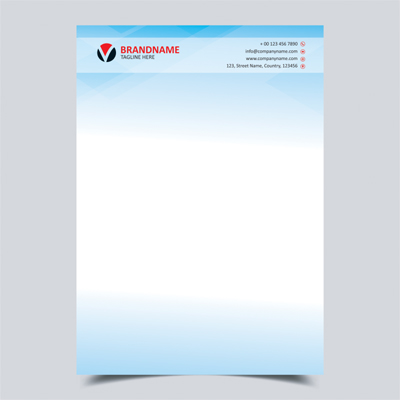 BRANDNAME
TAGLINE HERE
+ 00 123 456 7890
info@companyname.com
www.companyname.com
123, Street Name, Country, 123456